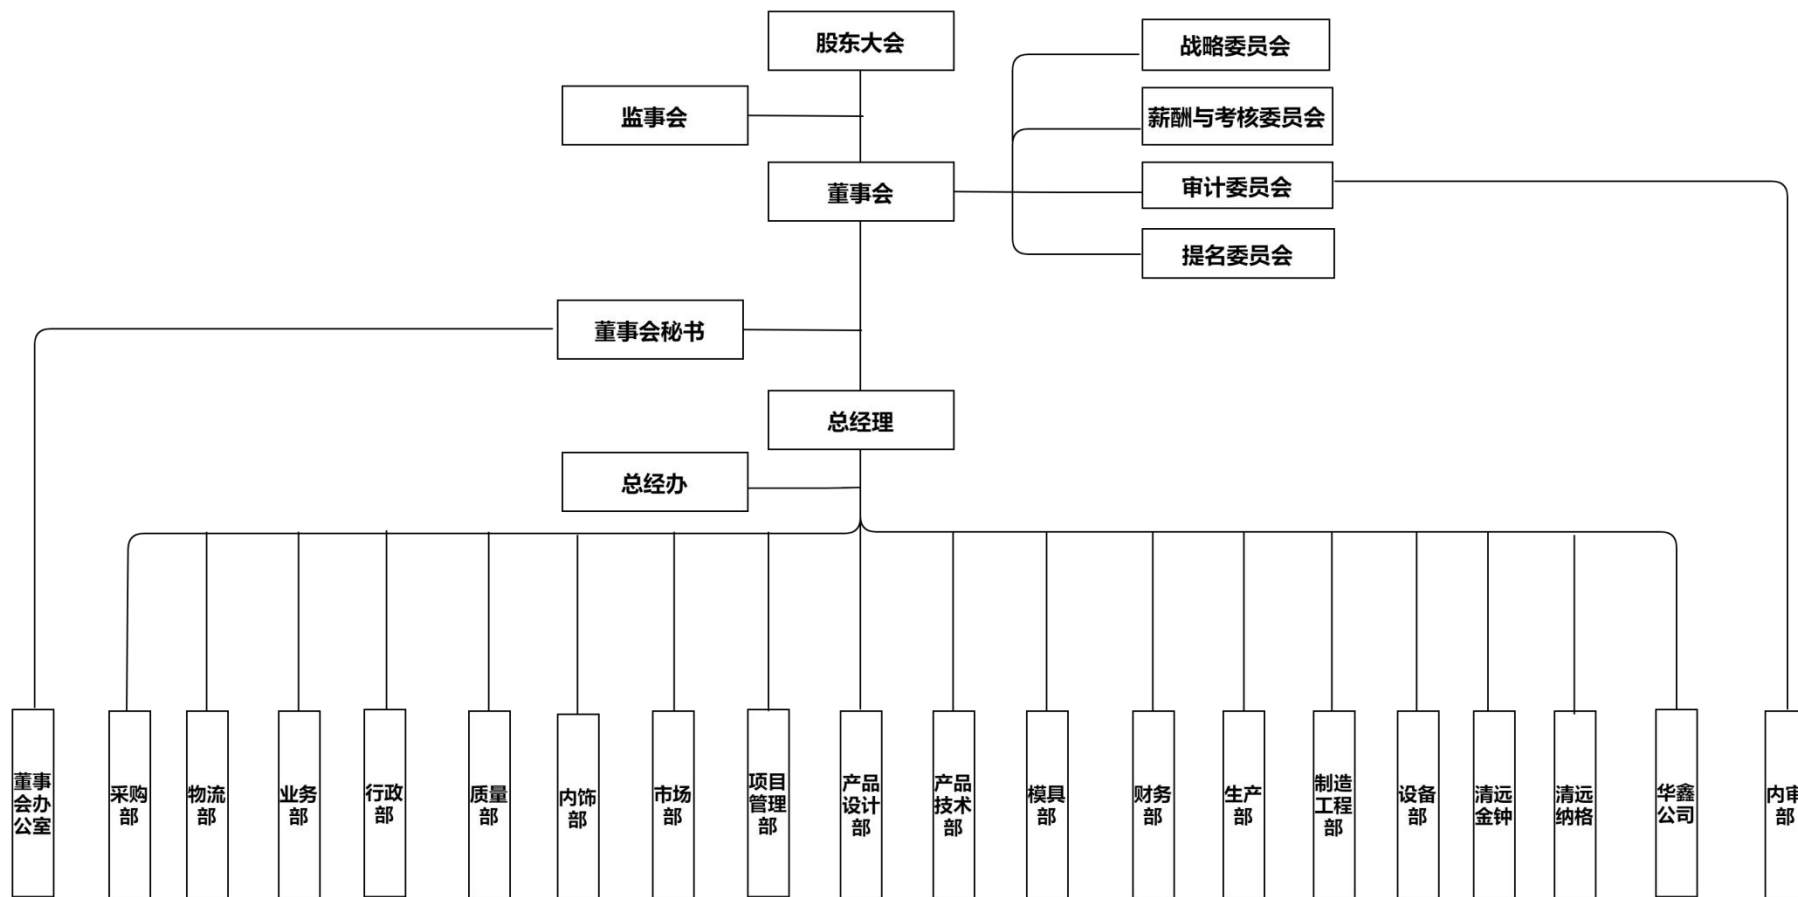 股东大会
战略委员会
监事会
薪酬与考核委员会
董事会
审计委员会
提名委员会
董事会秘书
总经理
总经办
董事
会办
公室
采购
部
物流
部
业务
部
行政
部
质量
部
内饰
部
市场
部
项目
管理
部
产品
设计
部
产品
技术
部
模具
部
财务
部
生产
部
制造
工程
部
设备
部
清远
金钟
清远
纳格
华鑫
公司
内审
部